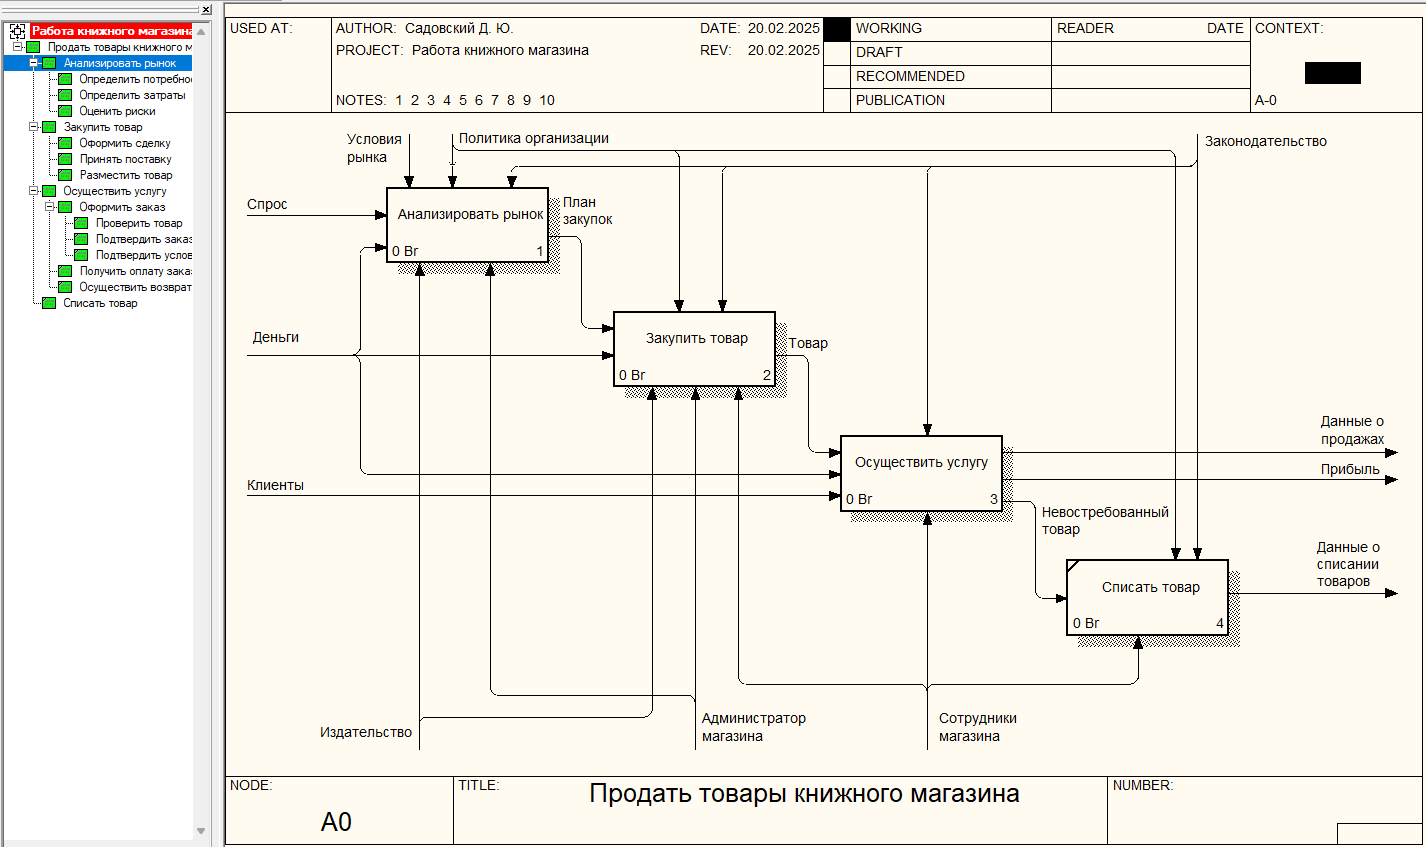 Работа книжного магазина
Продать товары книжного м
Анализировать рынок
Определить потребно
Определить затраты
Оценить риски
Закупить товар
Оформить сделку
Принять поставку
Разместить товар
Осуществить услугу
Оформить заказ
Проверить товар
Подтвердить заказ
Подтвердить услов
Получить оплату зака
Осуществить возврат
Списать товар
USED AT:
AUTHOR: Садовский Д. Ю.
DATE: 20.02.2025
PROJECT: Работа книжного магазина
REV: 20.02.2025
NOTES: 1 2 3 4 5 6 7 8 9 10
WORKING
DRAFT
RECOMMENDED
PUBLICATION
READER DATE
CONTEXT:
A-0
Условия
рынка
Политика организации
Законодательство
Спрос
Анализировать рынок
0 Br 1
План
закупок
Деньги
Закупить товар
0 Br 2
Товар
Клиенты
Осуществить услугу
0 Br 3
Данные о
продажах
Прибыль
Невостребованный
товар
Данные о
списании
товаров
Списать товар
0 Br 4
Издательство
Администратор
магазина
Сотрудники
магазина
NODE:
A0
TITLE:
Продать товары книжного магазина
NUMBER: